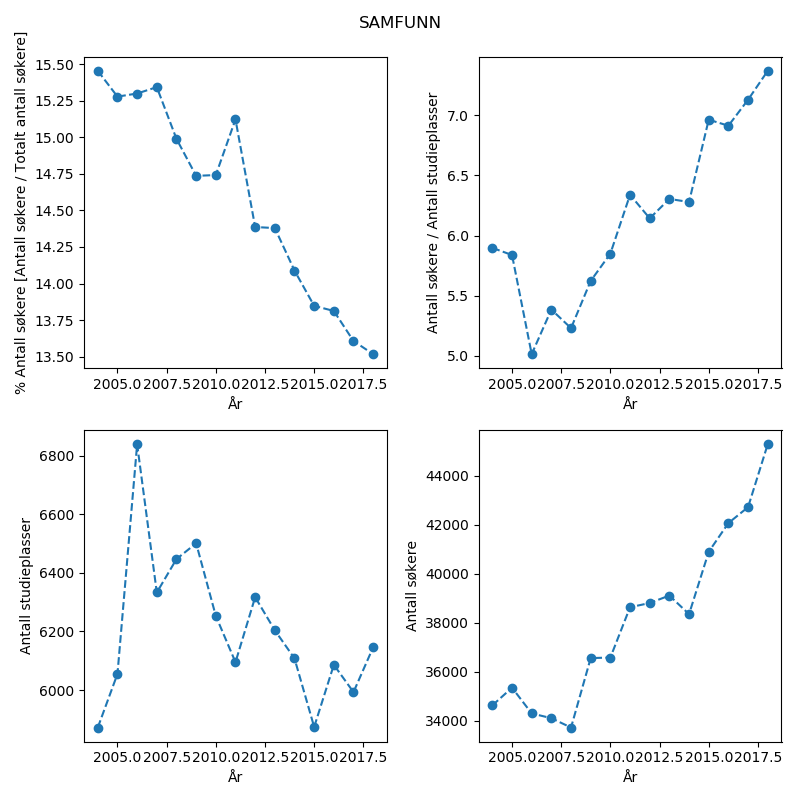 SAMFUNN
% Antall søkere [Antall søkere / Totalt antall søkere]
15.50
15.25
15.00
14.75
14.50
14.25
14.00
13.75
13.50
2005.0 2007.5 2010.0 2012.5 2015.0 2017.5
År
Antall søkere / Antall studieplasser
7.0
6.5
6.0
5.5
5.0
2005.0 2007.5 2010.0 2012.5 2015.0 2017.5
År
Antall studieplasser
6800
6600
6400
6200
6000
2005.0 2007.5 2010.0 2012.5 2015.0 2017.5
År
Antall søkere
44000
42000
40000
38000
36000
34000
2005.0 2007.5 2010.0 2012.5 2015.0 2017.5
År